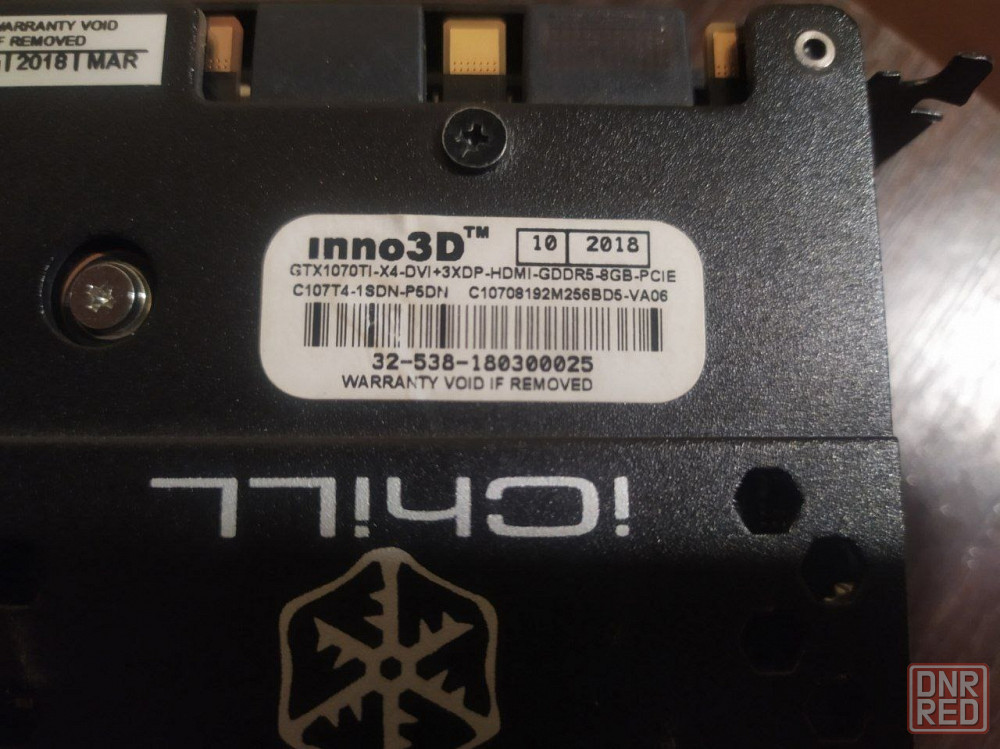 WARRANTY VOID
IF REMOVED
2018 | MAR
inno3D™ 10 2018
GTX1070TI-X4-DVI+3XDP-HDMI-GDDR5-8GB-PCIE
C107T4-1SDN-P5DN C10708192M256BD5-VA06
32-538-180300025
WARRANTY VOID IF REMOVED
iChiLL
DNR
RED